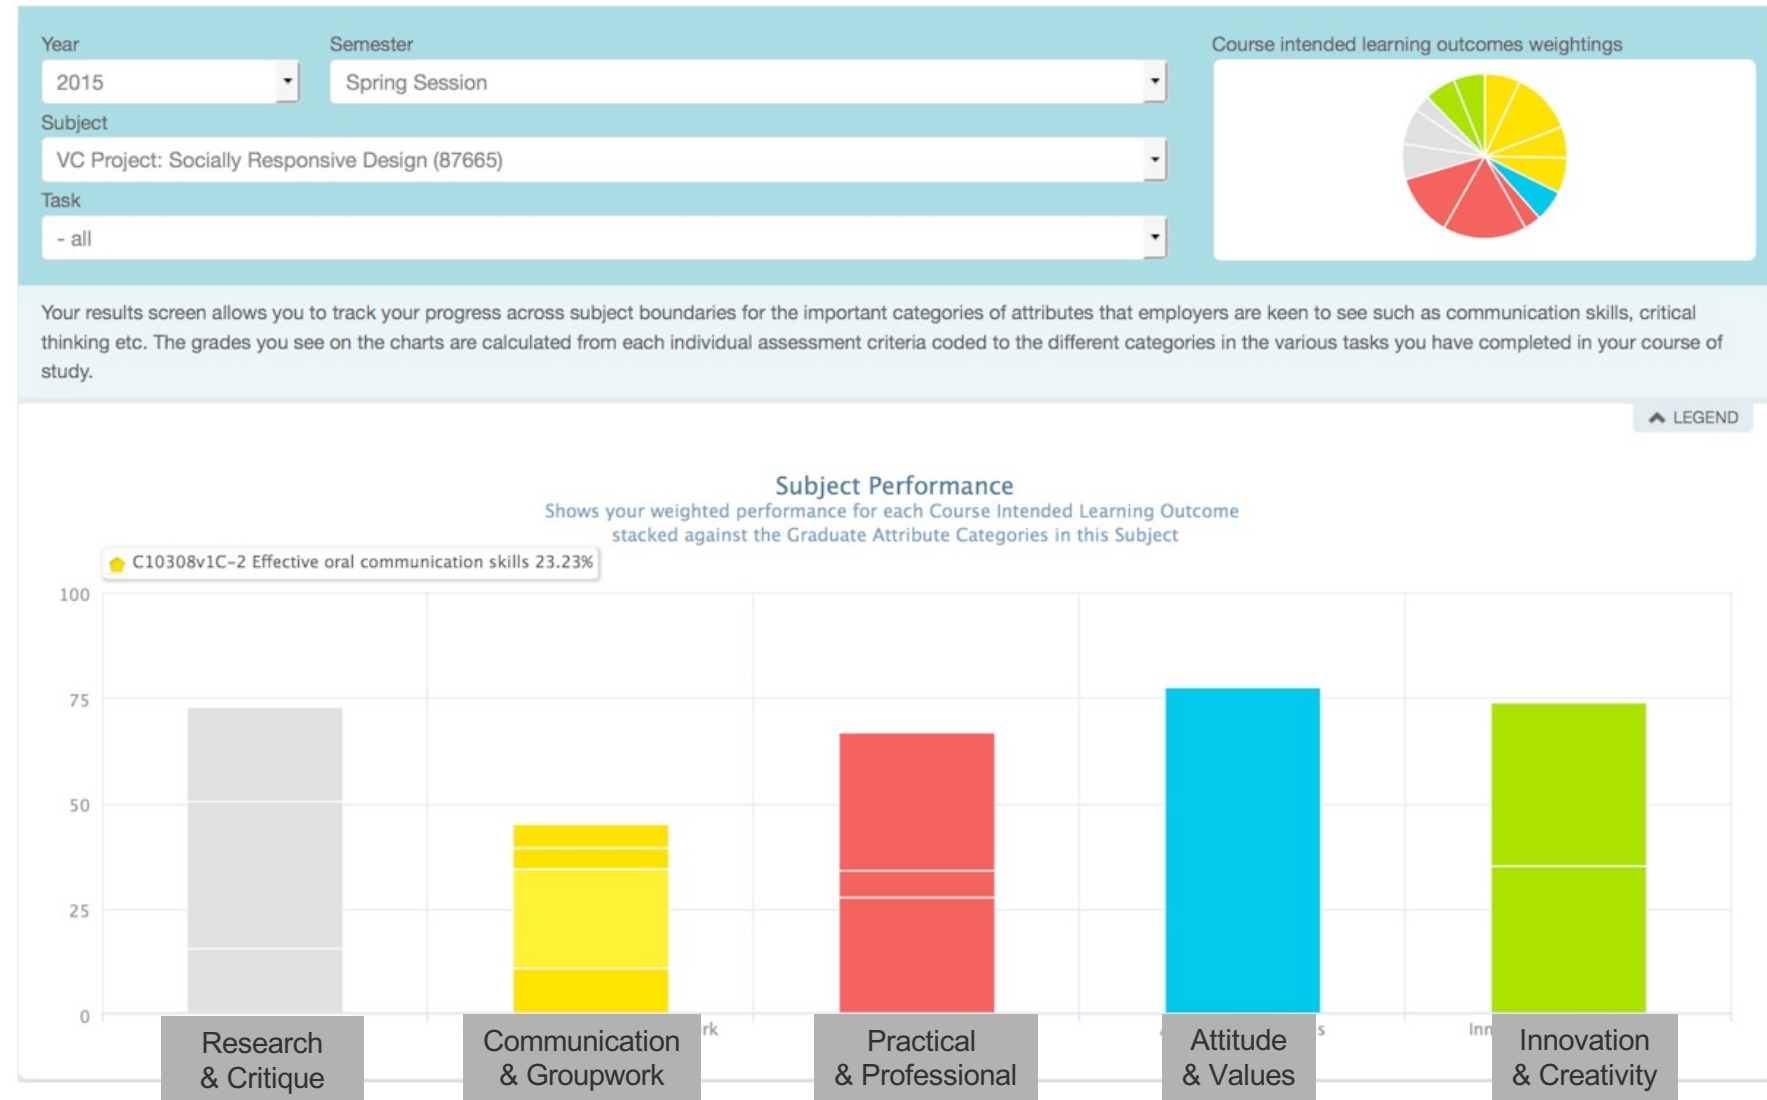 Year
Semester
Course intended learning outcomes weightings
2015
Spring Session
Subject
VC Project: Socially Responsive Design (87665)
Task
- all
Your results screen allows you to track your progress across subject boundaries for the important categories of attributes that employers are keen to see such as communication skills, critical
thinking etc. The grades you see on the charts are calculated from each individual assessment criteria coded to the different categories in the various tasks you have completed in your course of
study.
LEGEND
Subject Performance
Shows your weighted performance for each Course Intended Learning Outcome
stacked against the Graduate Attribute Categories in this Subject
C10308v1C-2 Effective oral communication skills 23.23%
100
75
50
25
0
Research
& Critique
Communication
& Groupwork
rk
Practical
& Professional
Attitude
& Values
s
Inn
Innovation
& Creativity